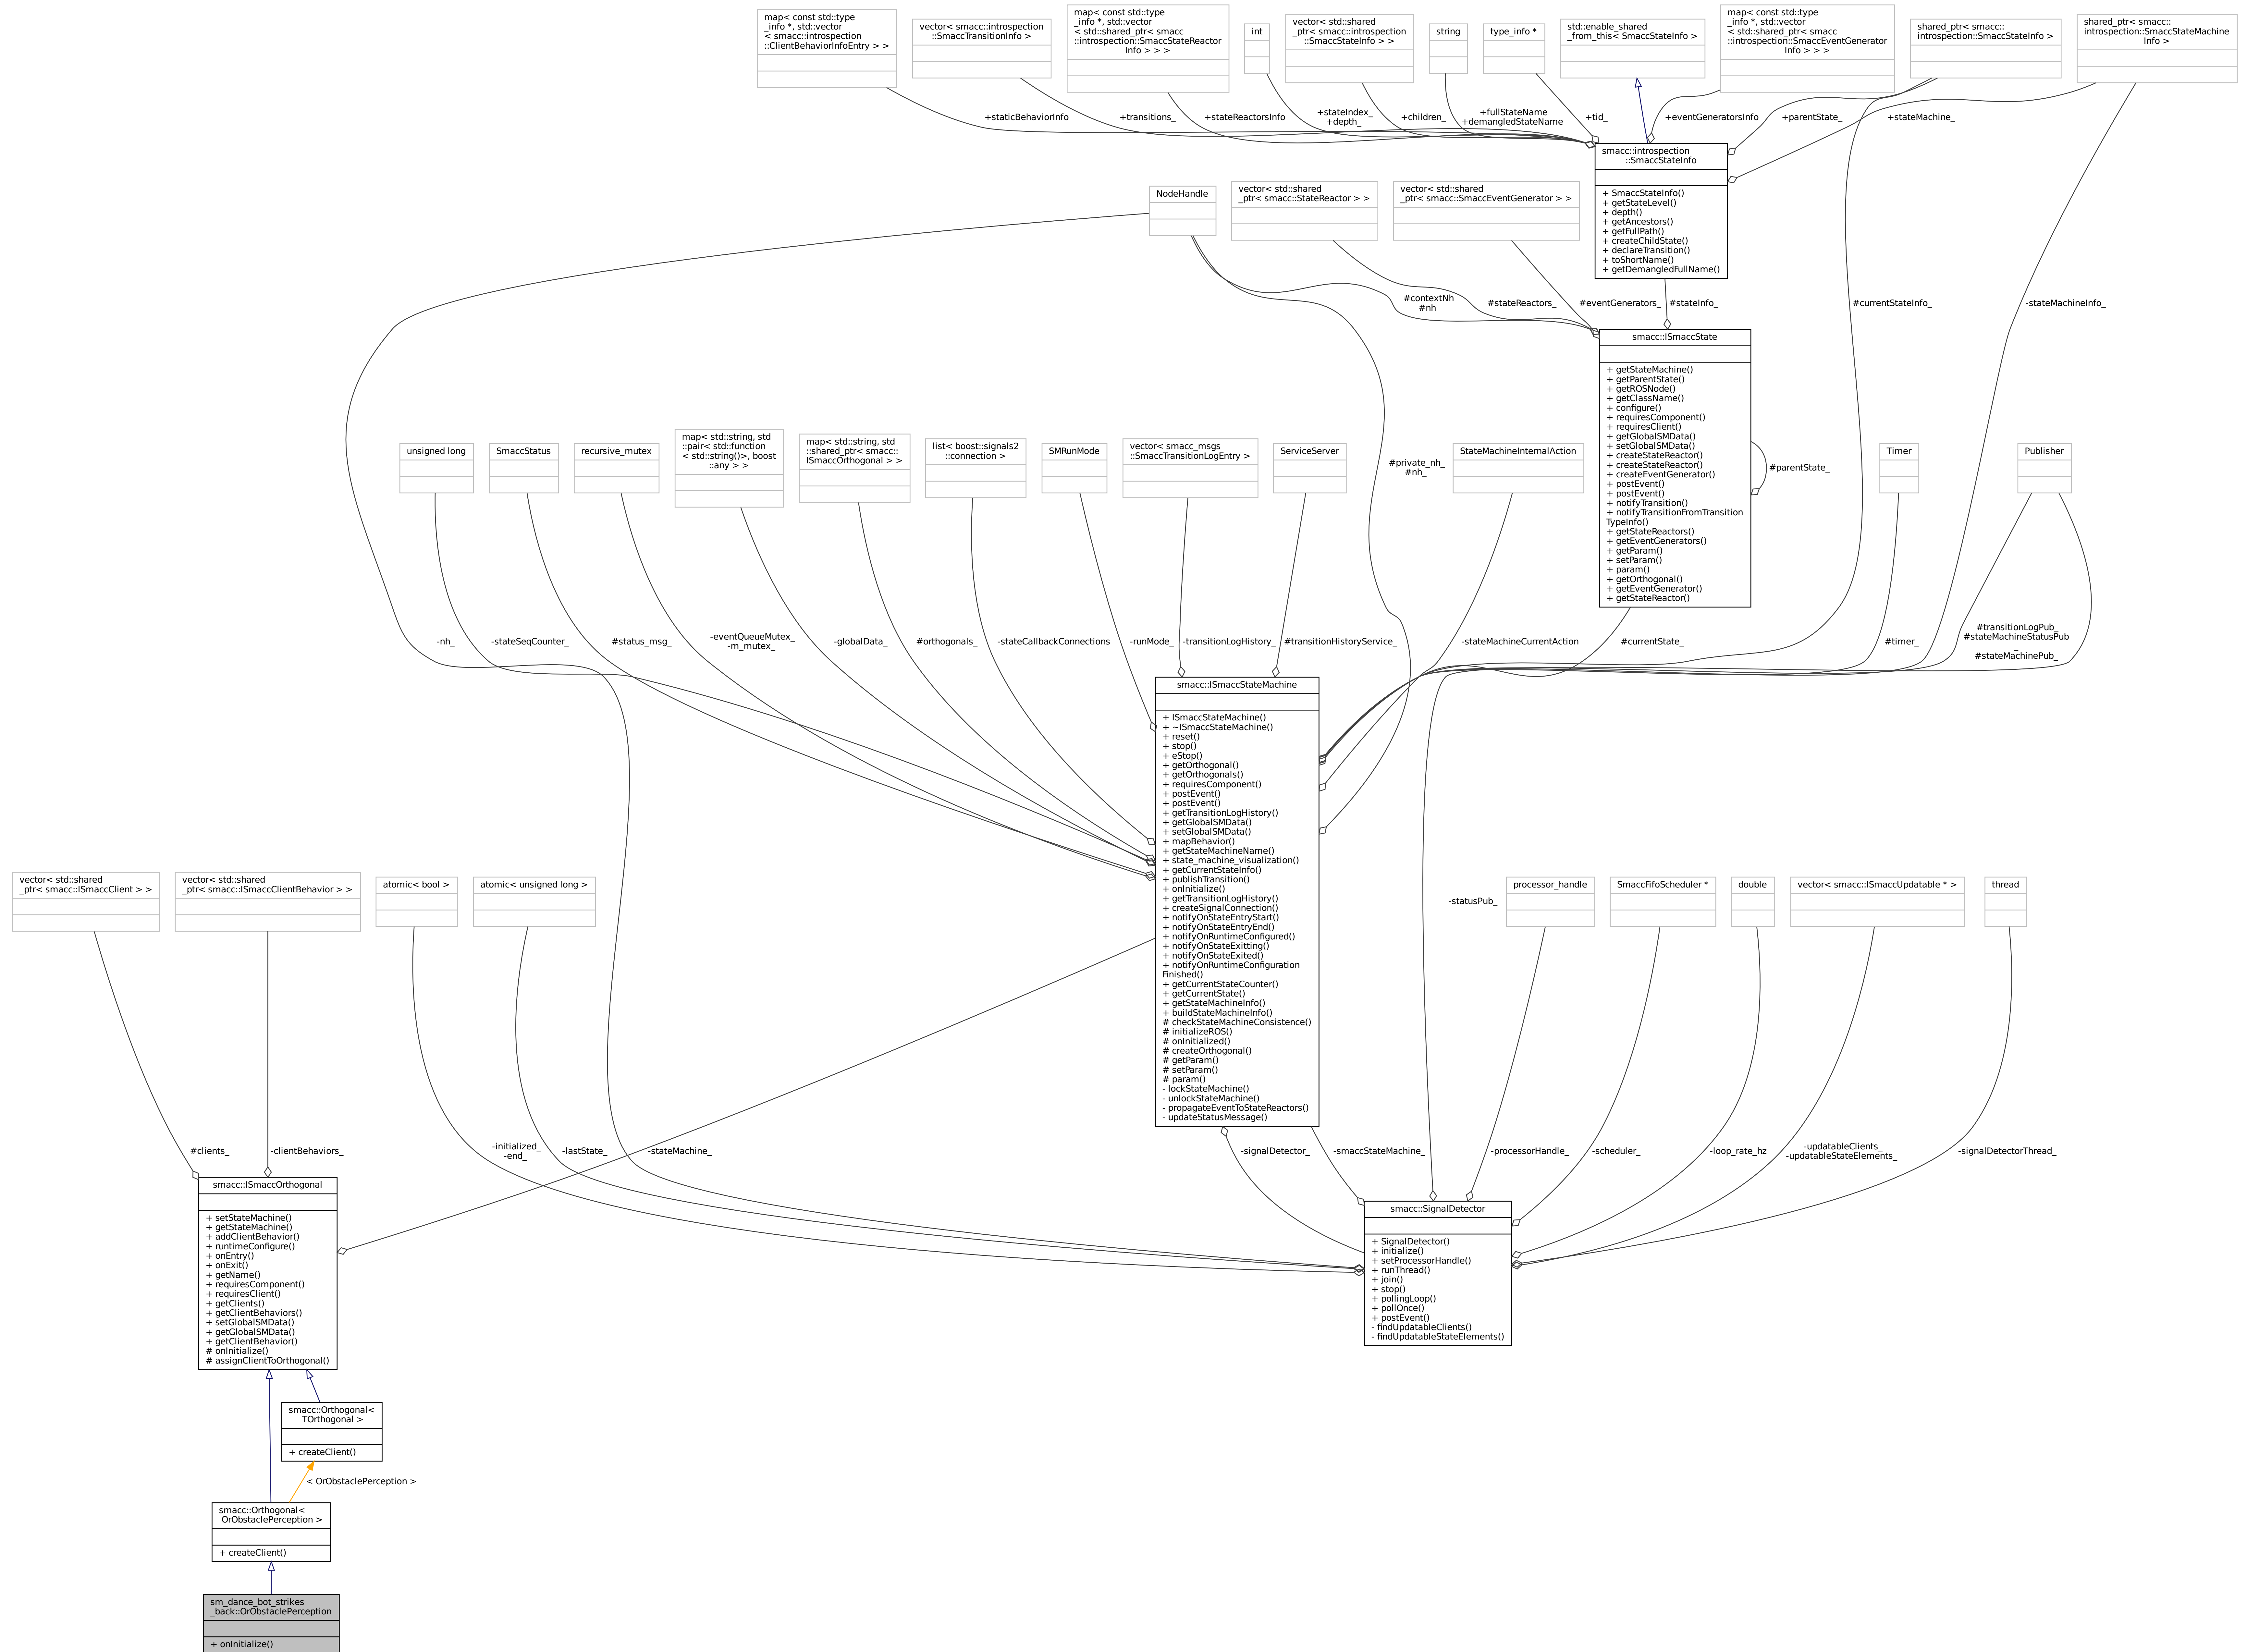 map< const std::type
_info *, std::vector
< smacc::introspection
::ClientBehaviorInfoEntry > >
vector< smacc::introspection
::SmaccTransitionInfo >
map< const std::type
_info *, std::vector
< std::shared_ptr< smacc
::introspection::SmaccStateReactor
Info > > >
int
vector< std::shared
_ptr< smacc::introspection
::SmaccStateInfo > >
string
type_info *
std::enable_shared
_from_this< SmaccStateInfo >
map< const std::type
_info *, std::vector
< std::shared_ptr< smacc
::introspection::SmaccEventGenerator
Info > > >
shared_ptr< smacc::
introspection::SmaccStateInfo >
shared_ptr< smacc::
introspection::SmaccStateMachine
Info >
+staticBehaviorInfo
+transitions_
+stateReactorsInfo
+stateIndex_
+depth_
+children_
+fullStateName
+demangledStateName
+tid_
+eventGeneratorsInfo
+parentState_
+stateMachine_
smacc::introspection
::SmaccStateInfo
+ SmaccStateInfo()
+ getStateLevel()
+ depth()
+ getAncestors()
+ getFullPath()
+ createChildState()
+ declareTransition()
+ toShortName()
+ getDemangledFullName()
NodeHandle
vector< std::shared
_ptr< smacc::StateReactor > >
vector< std::shared
_ptr< smacc::SmaccEventGenerator > >
#contextNh
#nh
#stateReactors_
#eventGenerators_
#stateInfo_
#currentStateInfo_
-stateMachineInfo_
smacc::ISmaccState
+ getStateMachine()
+ getParentState()
+ getROSNode()
+ getClassName()
+ configure()
+ requiresComponent()
+ requiresClient()
+ getGlobalSMData()
+ setGlobalSMData()
+ createStateReactor()
+ createStateReactor()
+ createEventGenerator()
+ postEvent()
+ postEvent()
+ notifyTransition()
+ notifyTransitionFromTransition
TypeInfo()
+ getStateReactors()
+ getEventGenerators()
+ getParam()
+ setParam()
+ param()
+ getOrthogonal()
+ getEventGenerator()
+ getStateReactor()
#parentState_
unsigned long
SmaccStatus
recursive_mutex
map< std::string, std
::pair< std::function
< std::string()>, boost
::any > >
map< std::string, std
::shared_ptr< smacc::
ISmaccOrthogonal > >
list< boost::signals2
::connection >
SMRunMode
vector< smacc_msgs
::SmaccTransitionLogEntry >
ServiceServer
#private_nh_
#nh_
StateMachineInternalAction
Timer
Publisher
-nh_
-stateSeqCounter_
#status_msg_
-eventQueueMutex_
-m_mutex_
-globalData_
#orthogonals_
-stateCallbackConnections
-runMode_
-transitionLogHistory_
#transitionHistoryService_
-stateMachineCurrentAction
#currentState_
#timer_
#transitionLogPub_
#stateMachineStatusPub
_
#stateMachinePub_
smacc::ISmaccStateMachine
+ ISmaccStateMachine()
+ ~ISmaccStateMachine()
+ reset()
+ stop()
+ eStop()
+ getOrthogonal()
+ getOrthogonals()
+ requiresComponent()
+ postEvent()
+ postEvent()
+ getTransitionLogHistory()
+ getGlobalSMData()
+ setGlobalSMData()
+ mapBehavior()
+ getStateMachineName()
+ state_machine_visualization()
+ getCurrentStateInfo()
+ publishTransition()
+ onInitialize()
+ getTransitionLogHistory()
+ createSignalConnection()
+ notifyOnStateEntryStart()
+ notifyOnStateEntryEnd()
+ notifyOnRuntimeConfigured()
+ notifyOnStateExitting()
+ notifyOnStateExited()
+ notifyOnRuntimeConfiguration
Finished()
+ getCurrentStateCounter()
+ getCurrentState()
+ getStateMachineInfo()
+ buildStateMachineInfo()
# checkStateMachineConsistence()
# initializeROS()
# onInitialized()
# createOrthogonal()
# getParam()
# setParam()
# param()
- lockStateMachine()
- unlockStateMachine()
- propagateEventToStateReactors()
- updateStatusMessage()
vector< std::shared
_ptr< smacc::ISmaccClient > >
vector< std::shared
_ptr< smacc::ISmaccClientBehavior > >
atomic< bool >
atomic< unsigned long >
-statusPub_
processor_handle
SmaccFifoScheduler *
double
vector< smacc::ISmaccUpdatable * >
thread
#clients_
-clientBehaviors_
-initialized_
-end_
-lastState_
-stateMachine_
-signalDetector_
-smaccStateMachine_
-processorHandle_
-scheduler_
-loop_rate_hz
-updatableClients_
-updatableStateElements_
-signalDetectorThread_
smacc::ISmaccOrthogonal
+ setStateMachine()
+ getStateMachine()
+ addClientBehavior()
+ runtimeConfigure()
+ onEntry()
+ onExit()
+ getName()
+ requiresComponent()
+ requiresClient()
+ getClients()
+ getClientBehaviors()
+ setGlobalSMData()
+ getGlobalSMData()
+ getClientBehavior()
# onInitialize()
# assignClientToOrthogonal()
smacc::SignalDetector
+ SignalDetector()
+ initialize()
+ setProcessorHandle()
+ runThread()
+ join()
+ stop()
+ pollingLoop()
+ pollOnce()
+ postEvent()
- findUpdatableClients()
- findUpdatableStateElements()
smacc::Orthogonal<
TOrthogonal >
+ createClient()
< OrObstaclePerception >
smacc::Orthogonal<
OrObstaclePerception >
+ createClient()
sm_dance_bot_strikes
_back::OrObstaclePerception
+ onInitialize()